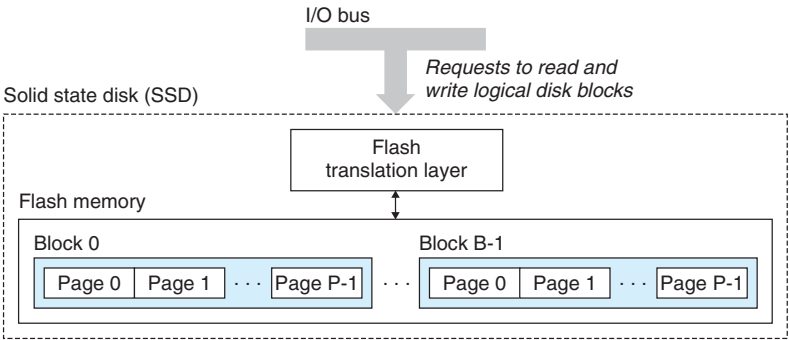 I/O bus
Requests to read and
write logical disk blocks
Solid state disk (SSD)
Flash
translation layer
Flash memory
Block 0
Block B-1
Page 0 Page 1 · · · Page P-1 · · · Page 0 Page 1 · · · Page P-1